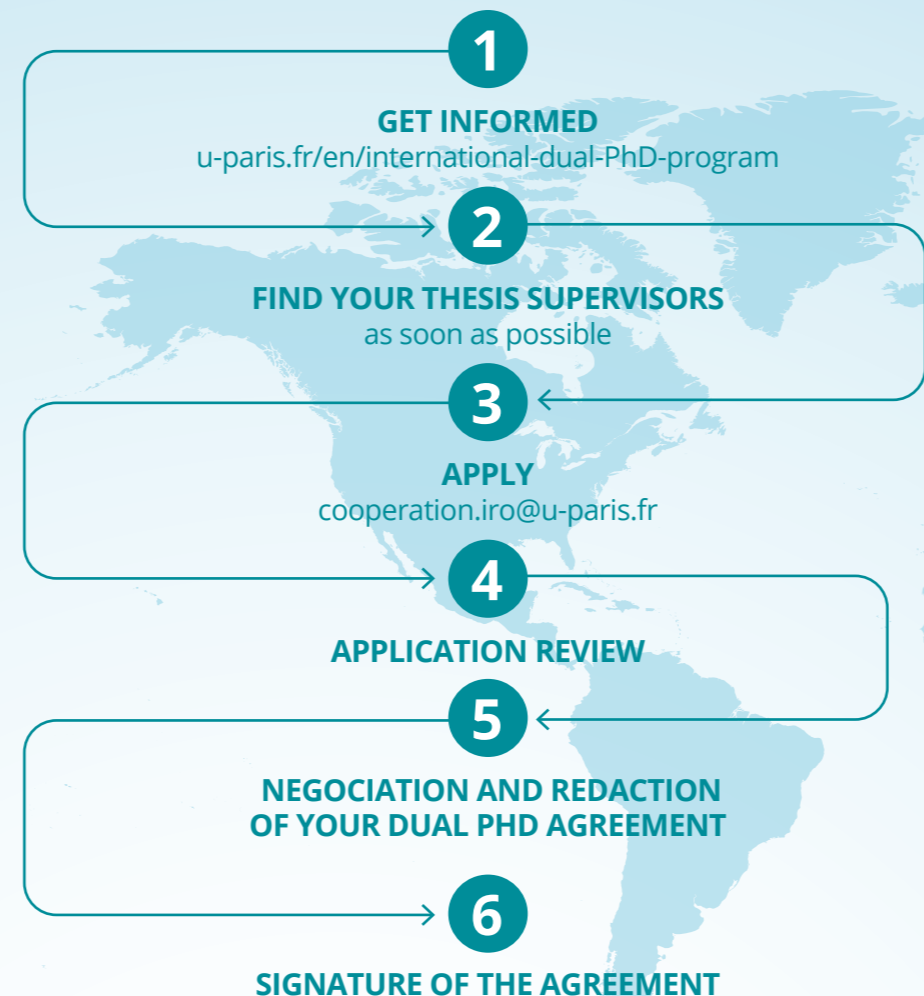 1
GET INFORMED
u-paris.fr/en/international-dual-PhD-program
2
FIND YOUR THESIS SUPERVISORS
as soon as possible
3
APPLY
cooperation.iro@u-paris.fr
4
APPLICATION REVIEW
5
NEGOCIATION AND REDACTION
OF YOUR DUAL PHD AGREEMENT
6
SIGNATURE OF THE AGREEMENT